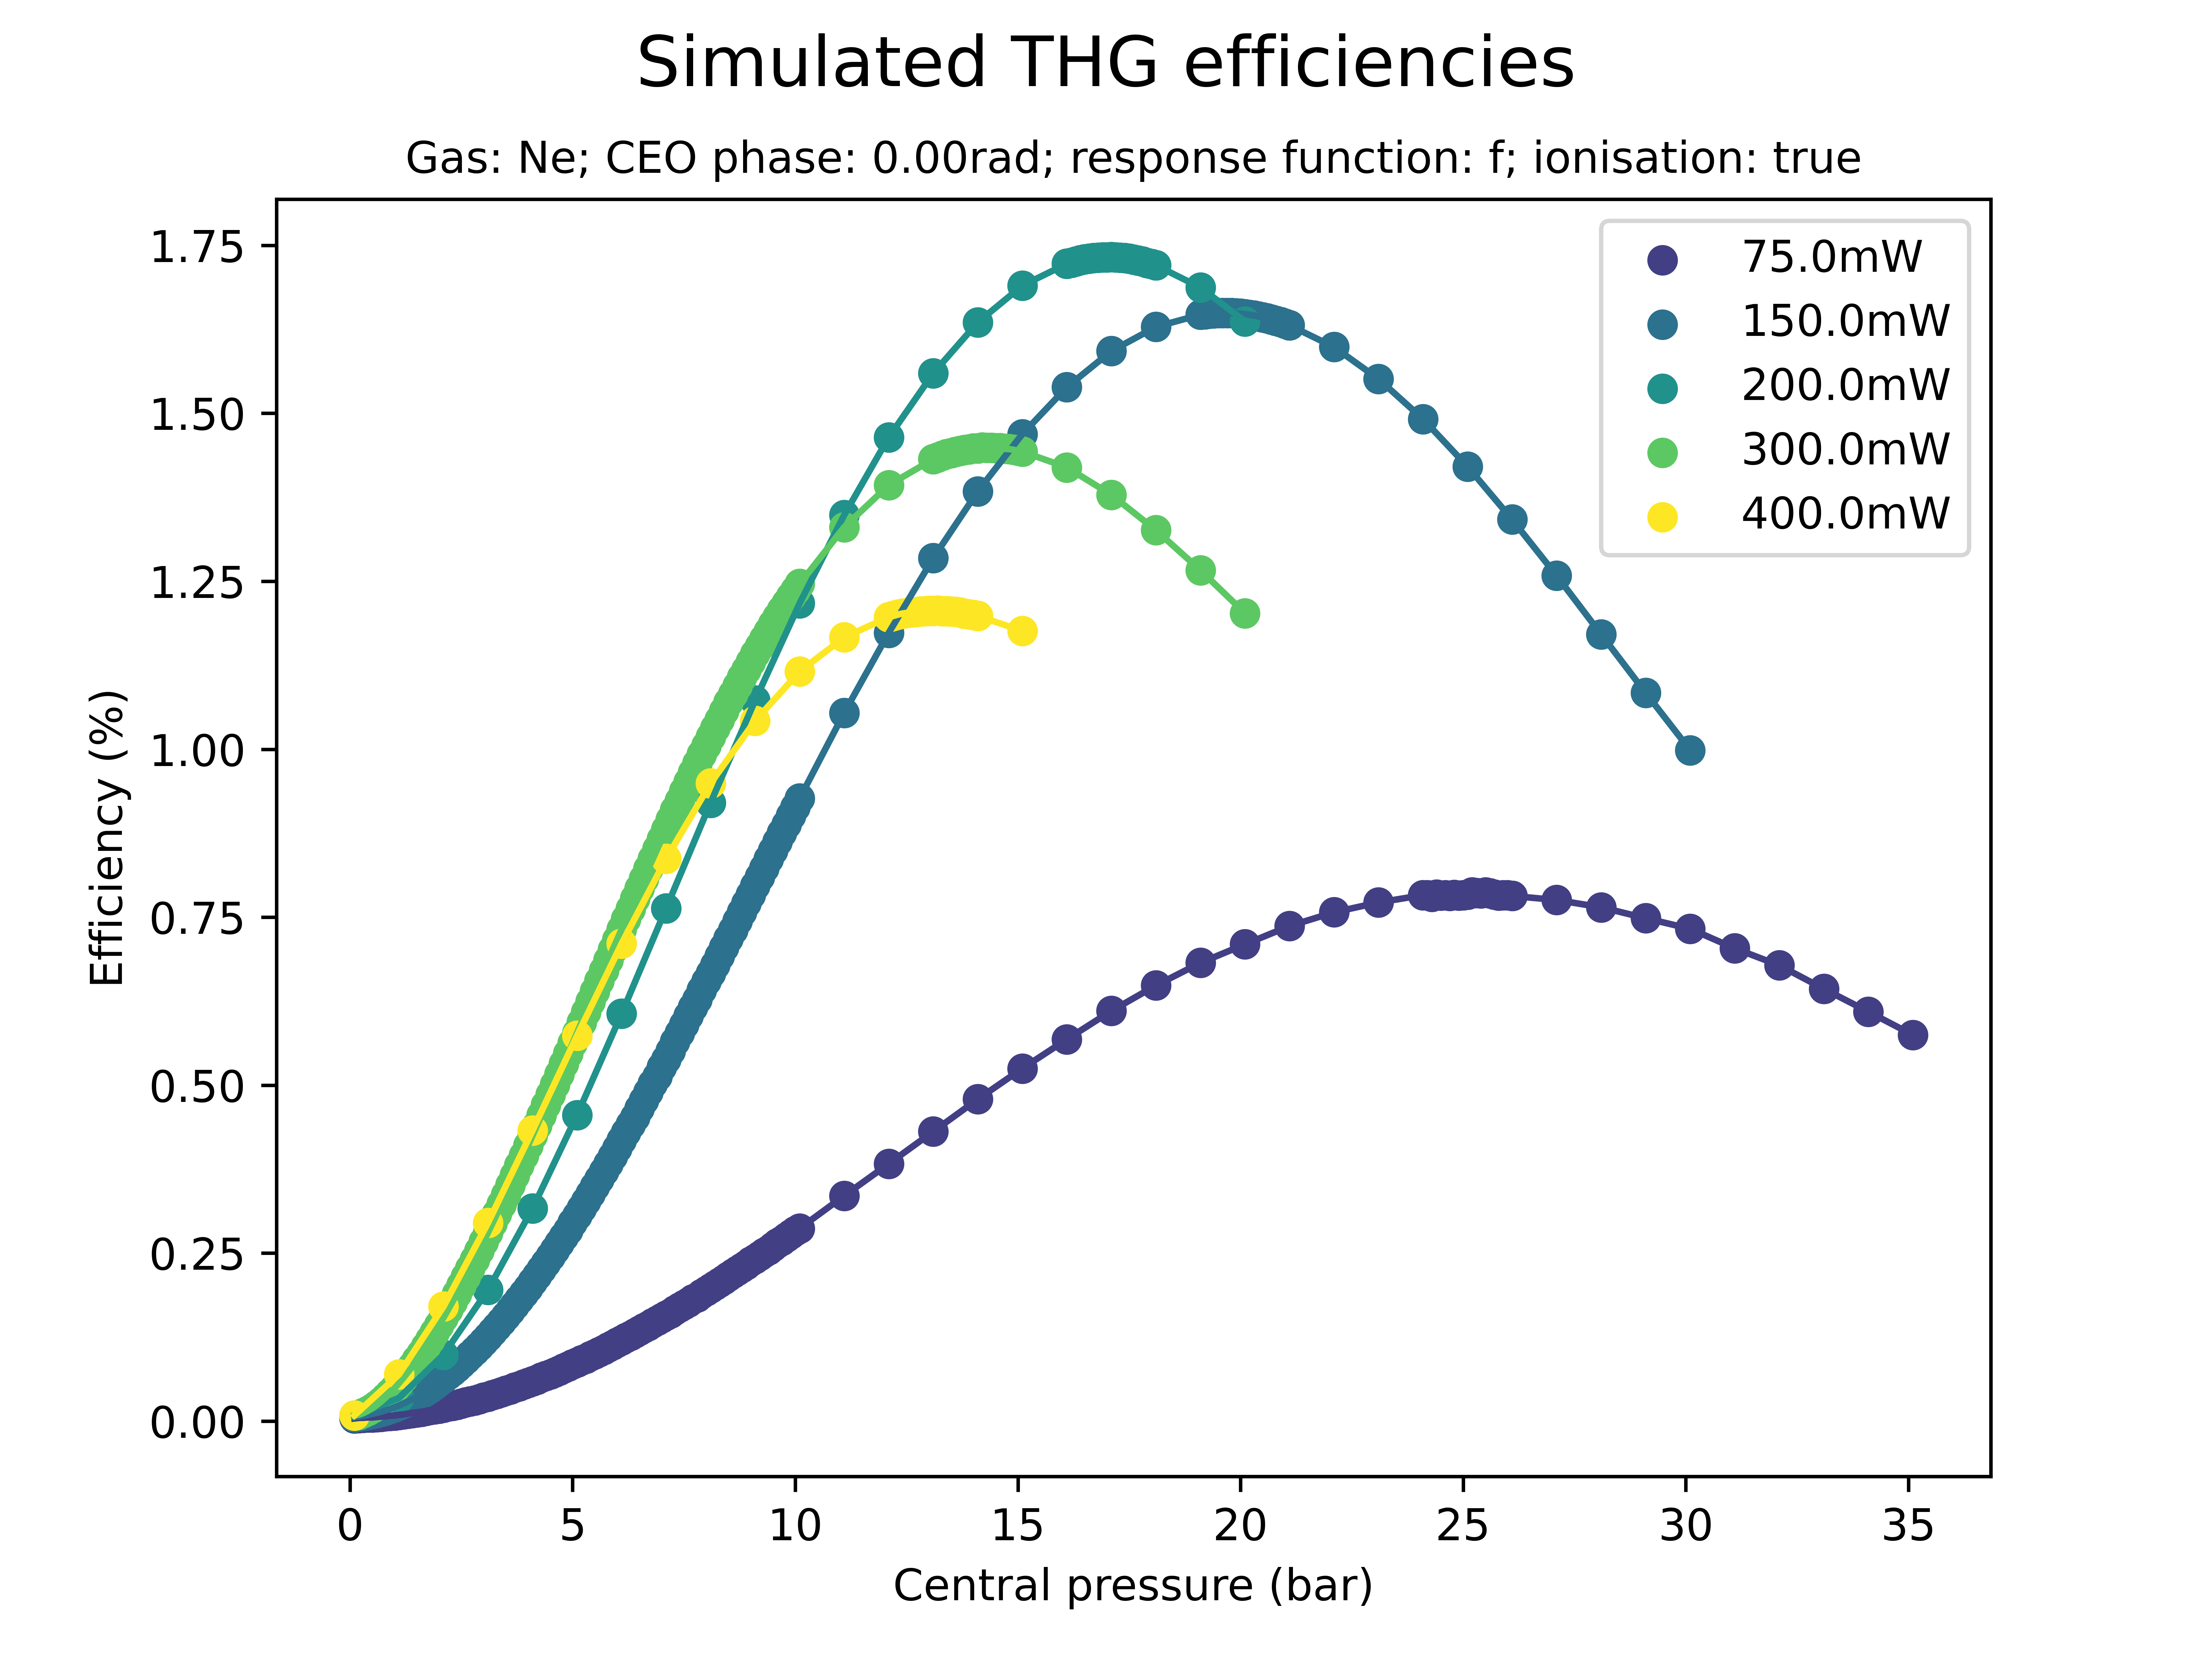 Simulated THG efficiencies
Gas: Ne; CEO phase: 0.00rad; response function: f; ionisation: true
75.0mW
150.0mW
200.0mW
300.0mW
400.0mW
Efficiency (%)
1.75
1.50
1.25
1.00
0.75
0.50
0.25
0.00
0 5 10 15 20 25 30 35
Central pressure (bar)